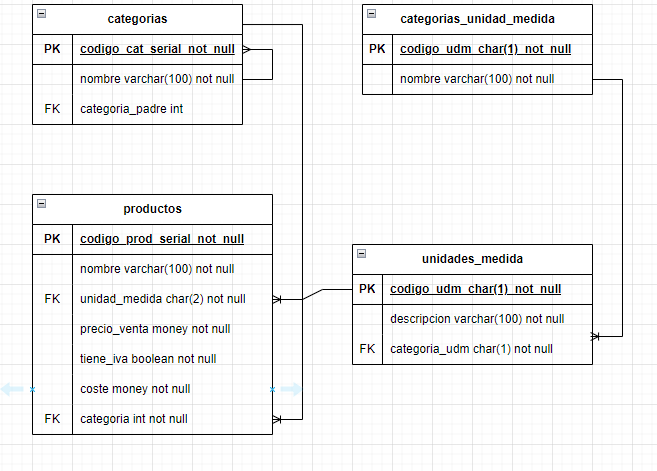 categorias
PK codigo_cat_serial_not_null
nombre varchar(100) not null
FK categoria_padre int
categorias_unidad_medida
PK codigo_udm_char(1)_not_null
nombre varchar(100) not null
productos
PK codigo_prod_serial_not_null
nombre varchar(100) not null
FK unidad_medida char(2) not null
precio_venta money not null
tiene_iva boolean not null
coste money not null
FK categoria int not null
unidades_medida
PK codigo_udm_char(1)_not_null
descripcion varchar(100) not null
FK categoria_udm char(1) not null